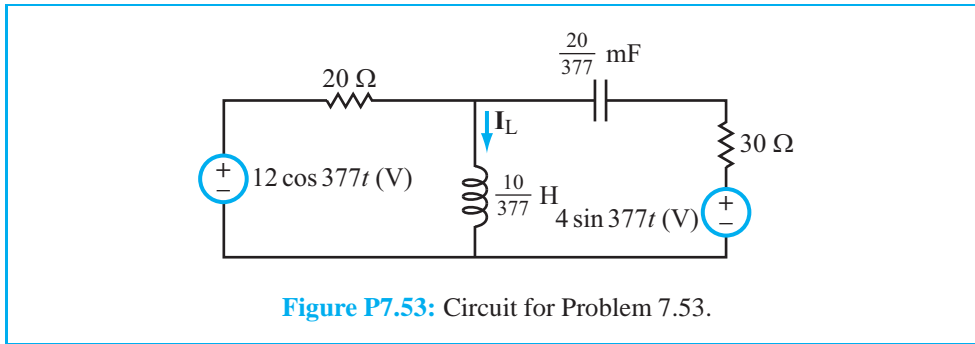 20/377 mF
20 Ω
I_L
30 Ω
+
−
12 cos 377t (V)
10/377 H
4 sin 377t (V)
+
−
Figure P7.53: Circuit for Problem 7.53.